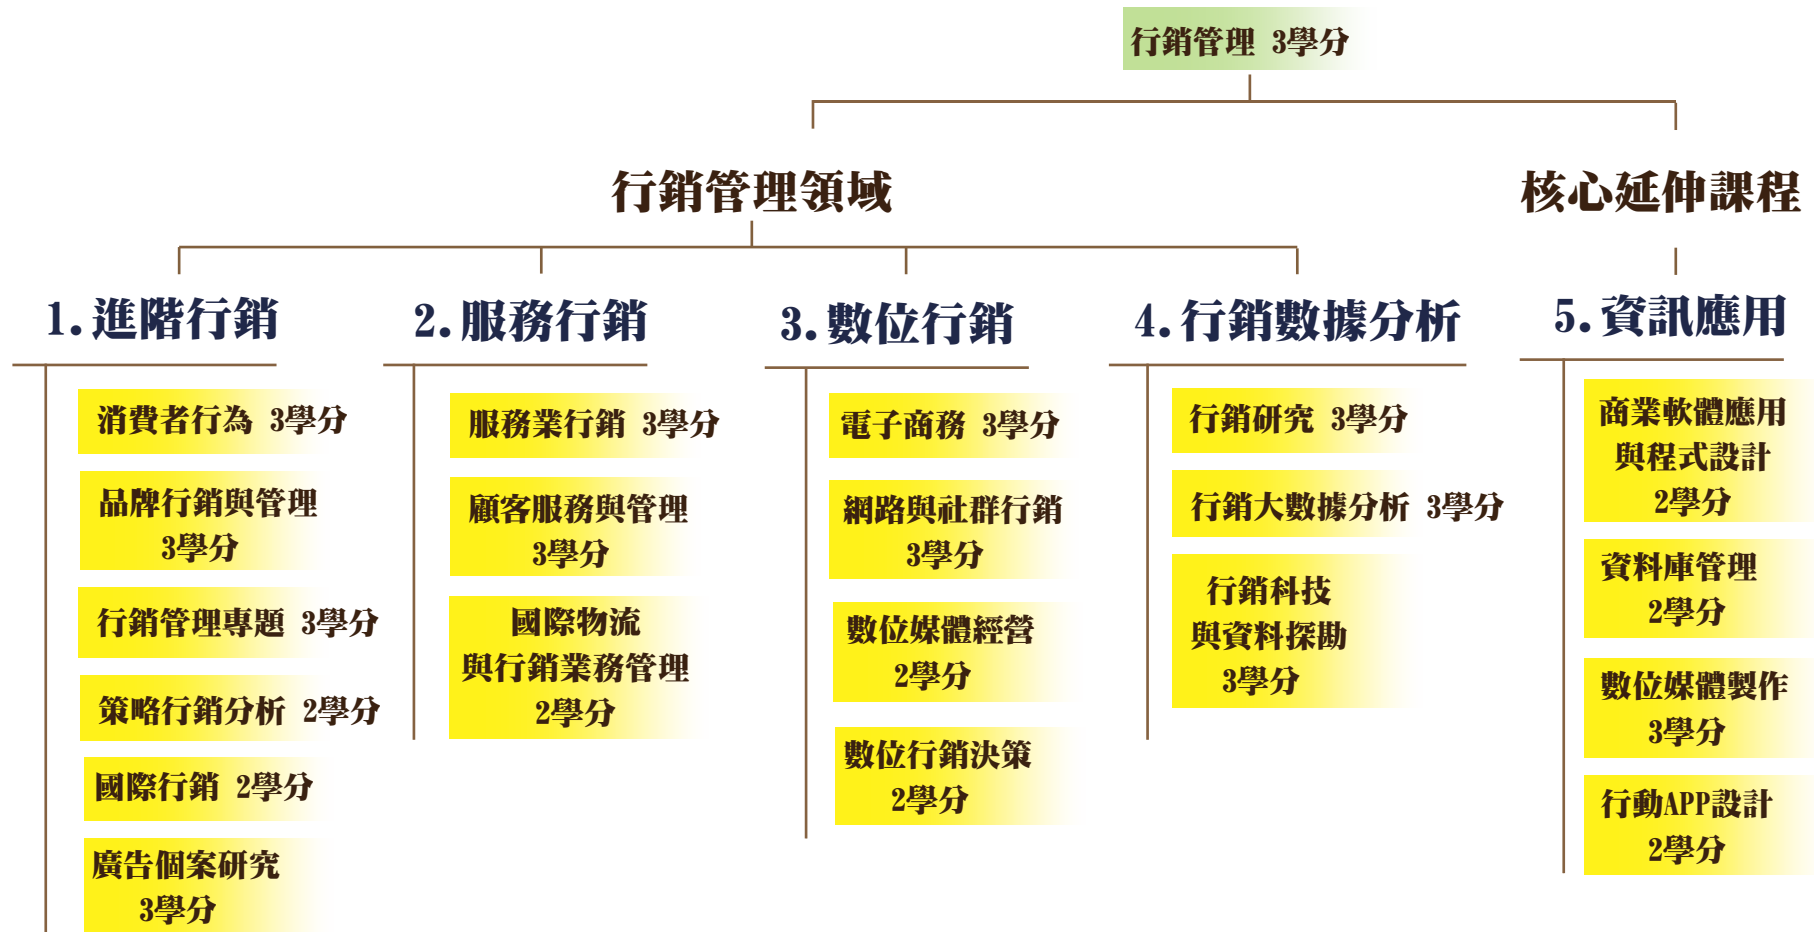 行銷管理 3學分
行銷管理領域
核心延伸課程
1.進階行銷
消費者行為 3學分
品牌行銷與管理
3學分
行銷管理專題 3學分
策略行銷分析 2學分
國際行銷 2學分
廣告個案研究
3學分
2.服務行銷
服務業行銷 3學分
顧客服務與管理
3學分
國際物流
與行銷業務管理
2學分
3.數位行銷
電子商務 3學分
網路與社群行銷
3學分
數位媒體經營
2學分
數位行銷決策
2學分
4.行銷數據分析
行銷研究 3學分
行銷大數據分析 3學分
行銷科技
與資料探勘
3學分
5.資訊應用
商業軟體應用
與程式設計
2學分
資料庫管理
2學分
數位媒體製作
3學分
行動APP設計
2學分